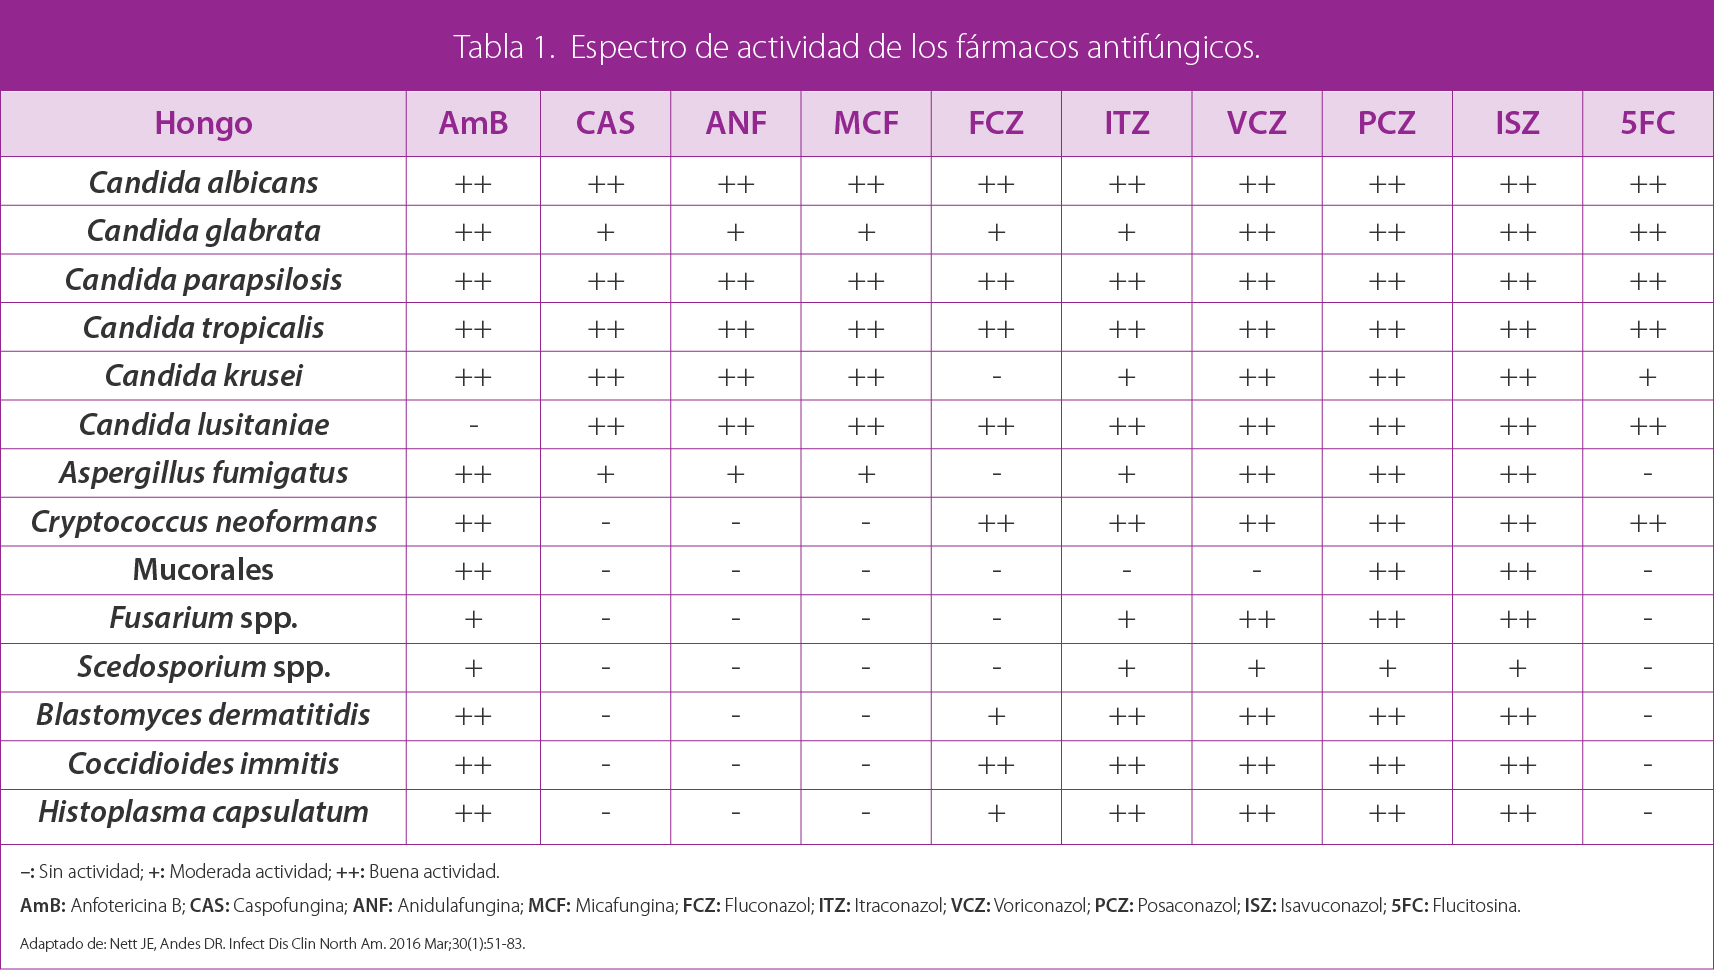 Tabla 1. Espectro de actividad de los fármacos antifúngicos.
Hongo AmB CAS ANF MCF FCZ ITZ VCZ PCZ ISZ 5FC
Candida albicans ++ ++ ++ ++ ++ ++ ++ ++ ++ ++
Candida glabrata ++ + + + + + ++ ++ ++ ++
Candida parapsilosis ++ ++ ++ ++ ++ ++ ++ ++ ++ ++
Candida tropicalis ++ ++ ++ ++ ++ ++ ++ ++ ++ ++
Candida krusei ++ ++ ++ ++ - + ++ ++ ++ +
Candida lusitaniae - ++ ++ ++ ++ ++ ++ ++ ++ ++
Aspergillus fumigatus ++ + + + - + ++ ++ ++ -
Cryptococcus neoformans ++ - - - ++ ++ ++ ++ ++ ++
Mucorales ++ - - - - - - ++ ++ -
Fusarium spp. + - - - - + ++ ++ ++ -
Scedosporium spp. + - - - - + + + + -
Blastomyces dermatitidis ++ - - - + ++ ++ ++ ++ -
Coccidioides immitis ++ - - - ++ ++ ++ ++ ++ -
Histoplasma capsulatum ++ - - - + ++ ++ ++ ++ -
–: Sin actividad; +: Moderada actividad; ++: Buena actividad.
AmB: Anfotericina B; CAS: Caspofungina; ANF: Anidulafungina; MCF: Micafungina; FCZ: Fluconazol; ITZ: Itraconazol; VCZ: Voriconazol; PCZ: Posaconazol; ISZ: Isavuconazol; 5FC: Flucitosina.
Adaptado de: Nett JE, Andes DR. Infect Dis Clin North Am. 2016 Mar;30(1):51-83.